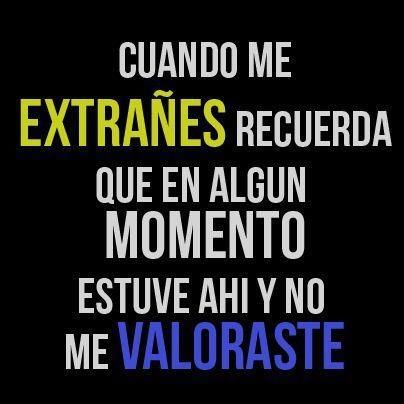 CUANDO ME
EXTRAÑES RECUERDA
QUE EN ALGUN
MOMENTO
ESTUVE AHI Y NO
ME VALORASTE